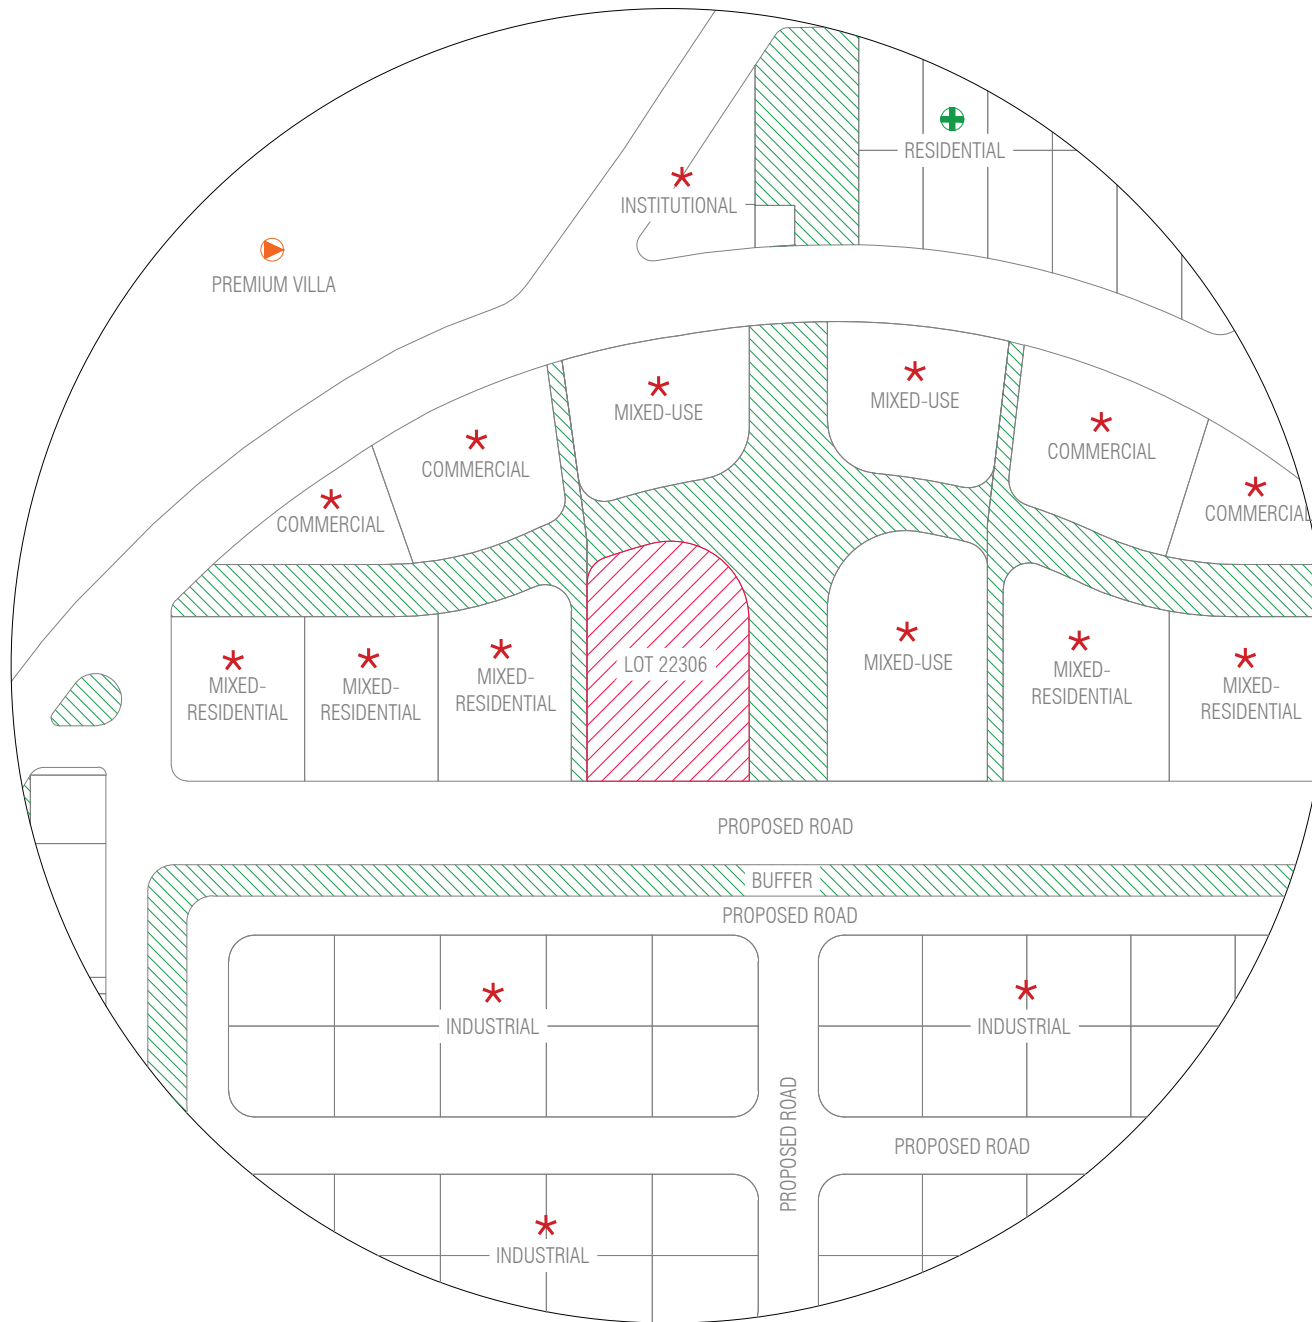 RESIDENTIAL
INSTITUTIONAL
PREMIUM VILLA
MIXED-USE
MIXED-USE
COMMERCIAL
COMMERCIAL
COMMERCIAL
COMMERCIAL
LOT 22306
MIXED-USE
MIXED-
RESIDENTIAL
MIXED-
RESIDENTIAL
MIXED-
RESIDENTIAL
MIXED-
RESIDENTIAL
MIXED-
RESIDENTIAL
PROPOSED ROAD
BUFFER
PROPOSED ROAD
INDUSTRIAL
INDUSTRIAL
PROPOSED ROAD
PROPOSED ROAD
INDUSTRIAL